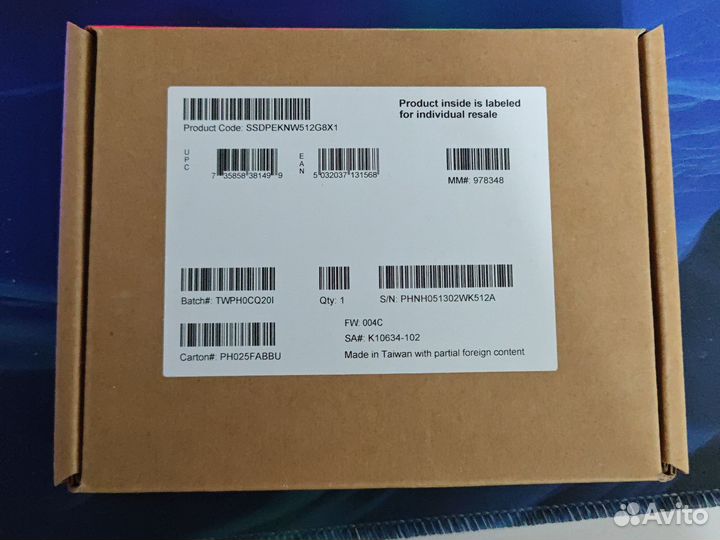 Product Code: SSDPEKNW512G8X1
Product inside is labeled
for individual resale
UPC
7 35858 38149 9
EAN
5 032037 131568
MM#: 978348
Batch#: TWPH0CQ20I
Qty: 1
S/N: PHNH051302WK512A
FW: 004C
SA#: K10634-102
Carton#: PH025FABBU
Made in Taiwan with partial foreign content
Avito